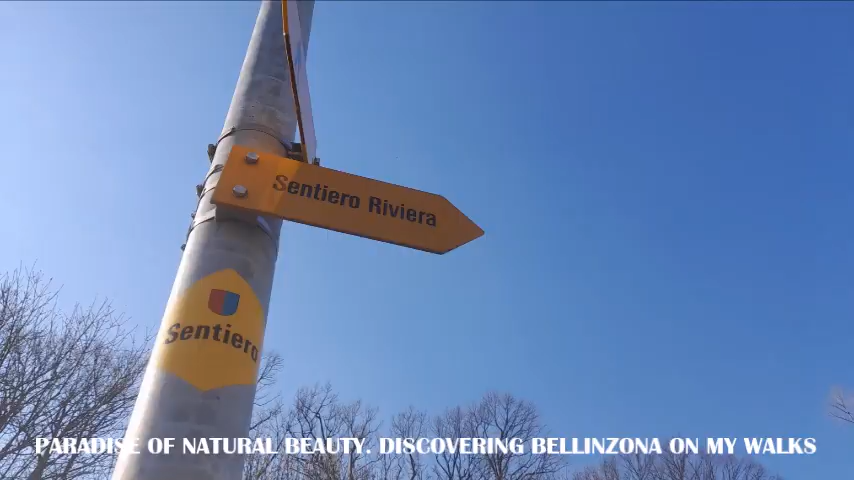 Sentiero Riviera
Sentiero
PARADISE OF NATURAL BEAUTY. DISCOVERING BELLINZONA ON MY WALKS